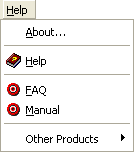 Help
About...
Help
FAQ
Manual
Other Products